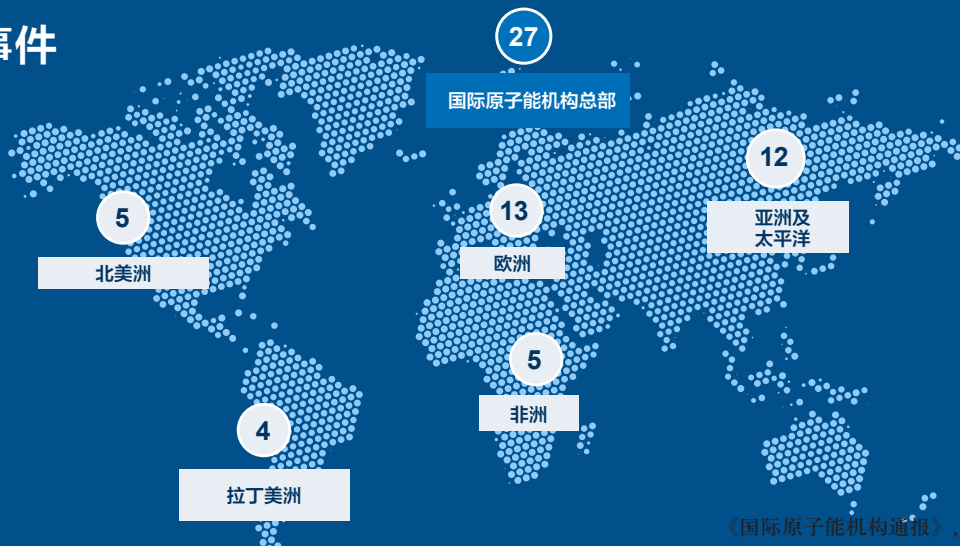 事件
27
国际原子能机构总部
12
亚洲及
太平洋
5
北美洲
13
欧洲
5
非洲
4
拉丁美洲
《国际原子能机构通报》，